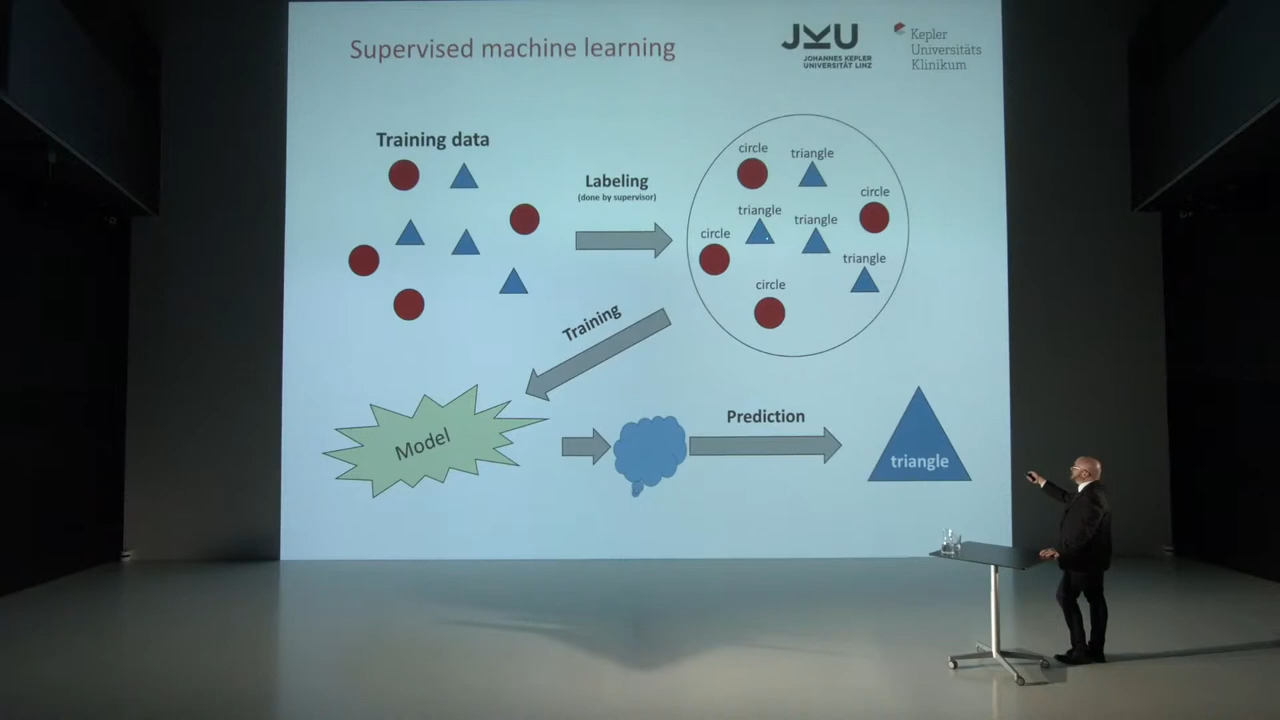 Supervised machine learning
JKU
JOHANNES KEPLER
UNIVERSITÄT LINZ
Kepler
Universitäts
Klinikum
Training data
Labeling
(done by supervisor)
circle
triangle
circle
triangle
triangle
circle
triangle
circle
Training
Model
Prediction
triangle